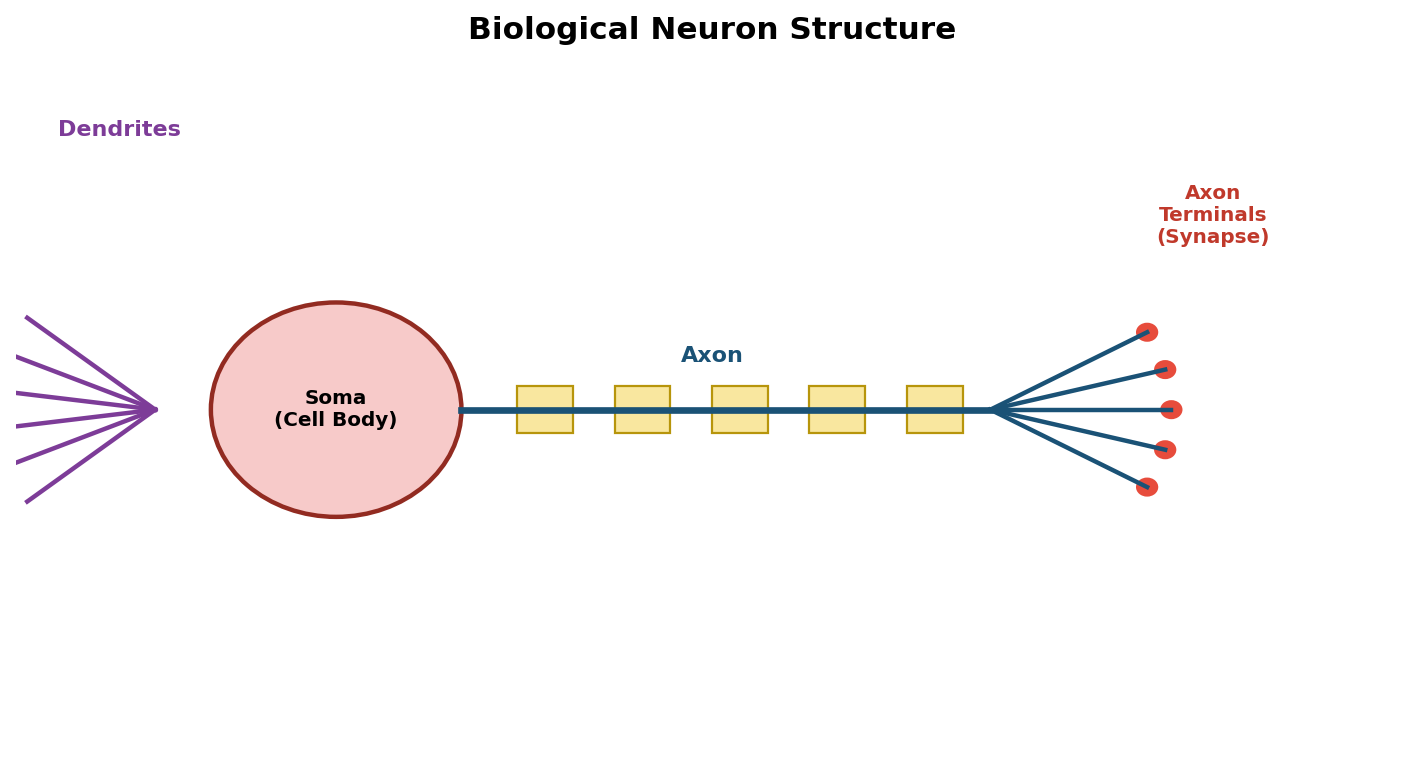 Biological Neuron Structure
Dendrites
Axon
Terminals
(Synapse)
Axon
Soma
(Cell Body)